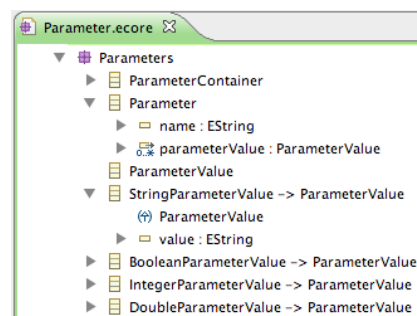 Parameter.ecore
Parameters
ParameterContainer
Parameter
name : EString
0..* parameterValue : ParameterValue
ParameterValue
StringParameterValue -> ParameterValue
ParameterValue
value : EString
BooleanParameterValue -> ParameterValue
IntegerParameterValue -> ParameterValue
DoubleParameterValue -> ParameterValue